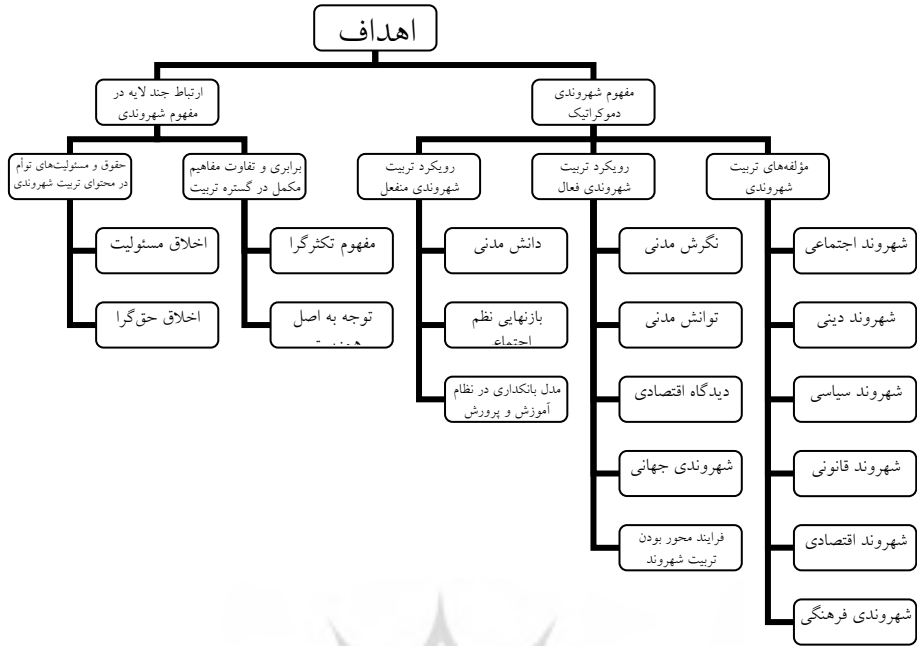 اهداف
مفهوم شهروندی
دموکراتیک
ارتباط جند لایه در
مفهوم شهروندی
مؤلفه‌های تربیت
شهروندی
رویکرد تربیت
شهروندی فعال
رویکرد تربیت
شهروندی منفعل
برابری و تفاوت مفاهیم
مکمل در گستره تربیت
حقوق و مسئولیت‌های توأم
در محتوای تربیت شهروندی
شهروند اجتماعی
شهروند دینی
شهروند سیاسی
شهروند قانونی
شهروند اقتصادی
شهروندی فرهنگی
نگرش مدنی
توانش مدنی
دیدگاه اقتصادی
شهروندی جهانی
فرایند محور بودن
تربیت شهروند
دانش مدنی
بازنهایی نظم
مدل بانکداری در نظام
آموزش و پرورش
مفهوم تکثرگرا
توجه به اصل
اخلاق مسئولیت
اخلاق حق‌گرا